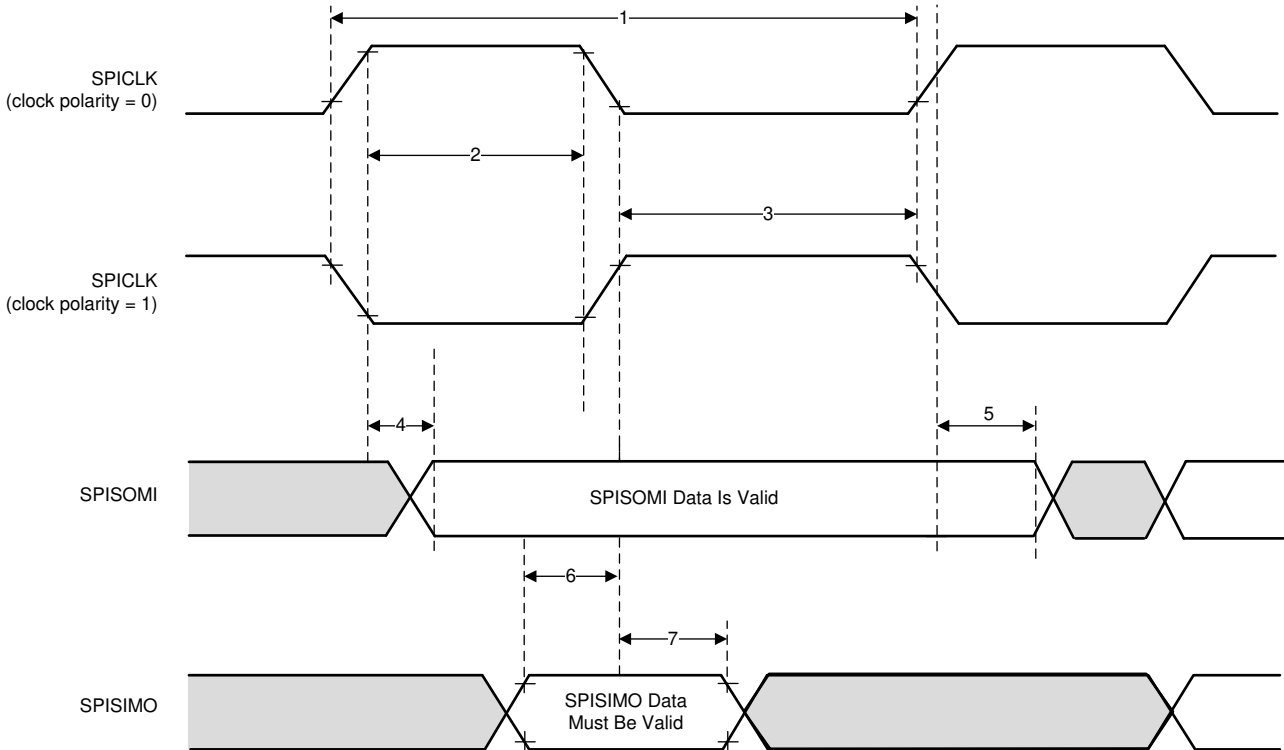 1
SPICLK
(clock polarity = 0)
2
3
SPICLK
(clock polarity = 1)
4
5
SPISOMI
SPISOMI Data Is Valid
6
7
SPISIMO
SPISIMO Data
Must Be Valid